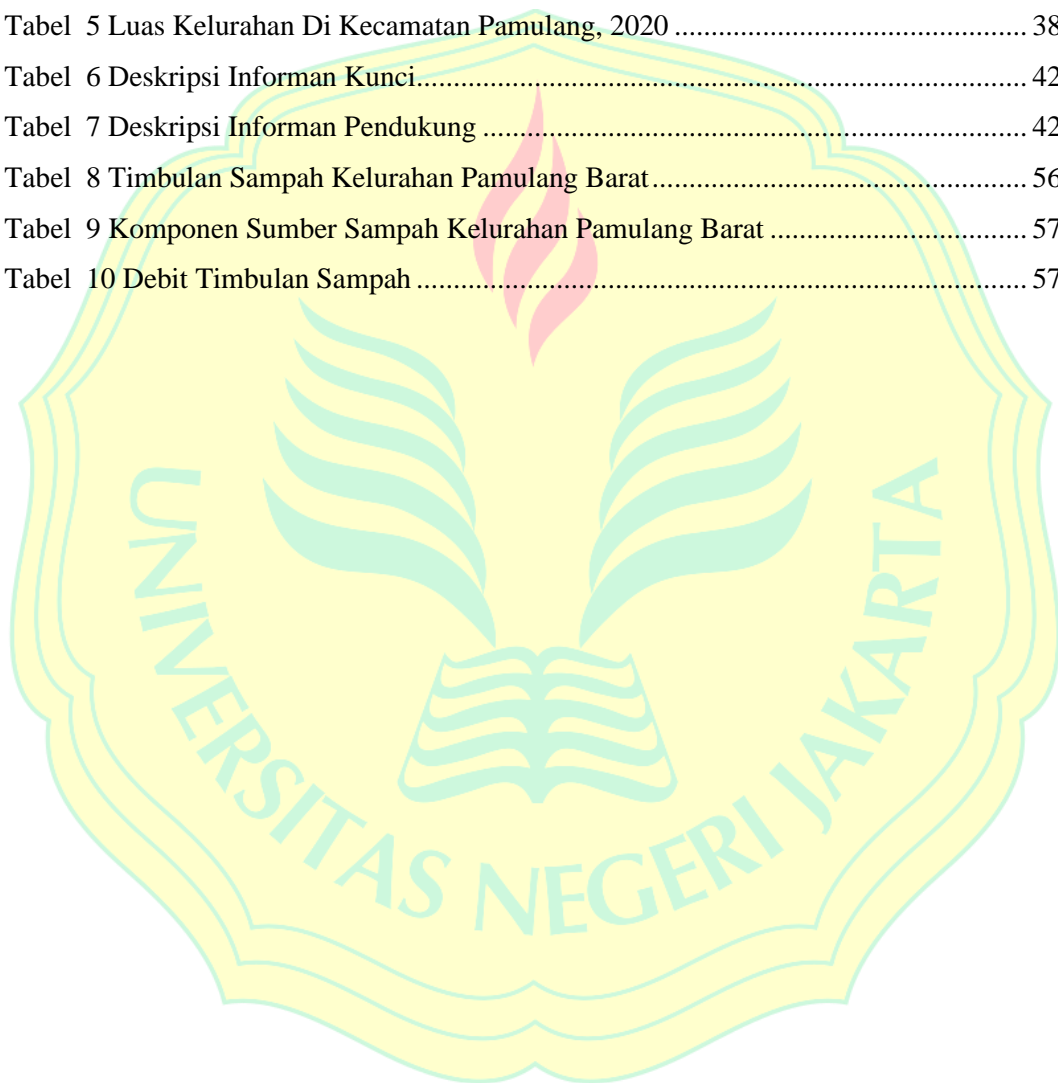 Tabel  5 Luas Kelurahan Di Kecamatan Pamulang, 2020 ........................................................ 38
Tabel  6 Deskripsi Informan Kunci................................................................................... 42
Tabel  7 Deskripsi Informan Pendukung ........................................................................... 42
Tabel  8 Timbulan Sampah Kelurahan Pamulang Barat........................................................ 56
Tabel  9 Komponen Sumber Sampah Kelurahan Pamulang Barat ........................................ 57
Tabel  10 Debit Timbulan Sampah .................................................................................... 57
UNIVERSITAS NEGERI JAKARTA